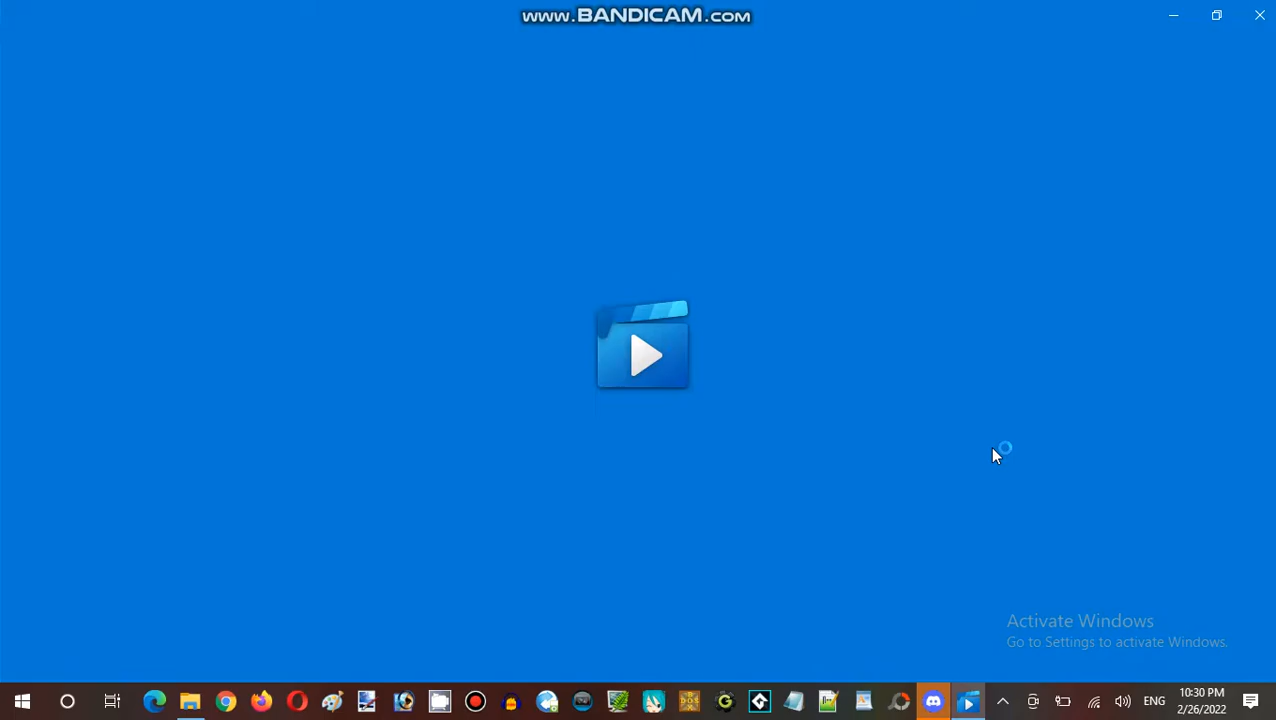 www.BANDICAM.com
Activate Windows
Go to Settings to activate Windows.
ENG
10:30 PM
2/26/2022